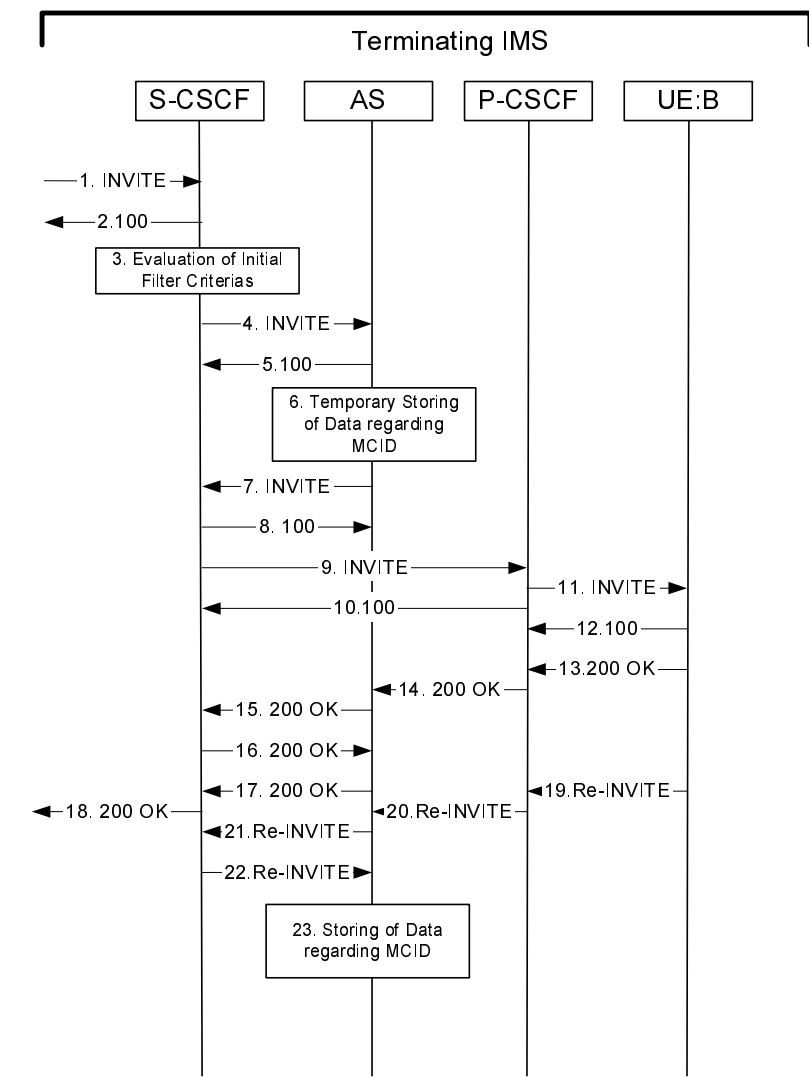 Terminating IMS
S-CSCF
AS
P-CSCF
UE:B
1. INVITE
2.100
3. Evaluation of Initial
Filter Criterias
4. INVITE
5.100
6. Temporary Storing
of Data regarding
MCID
7. INVITE
8. 100
9. INVITE
11. INVITE
10.100
12.100
13.200 OK
14. 200 OK
15. 200 OK
16. 200 OK
17. 200 OK
19.Re-INVITE
18. 200 OK
20.Re-INVITE
21.Re-INVITE
22.Re-INVITE
23. Storing of Data
regarding MCID